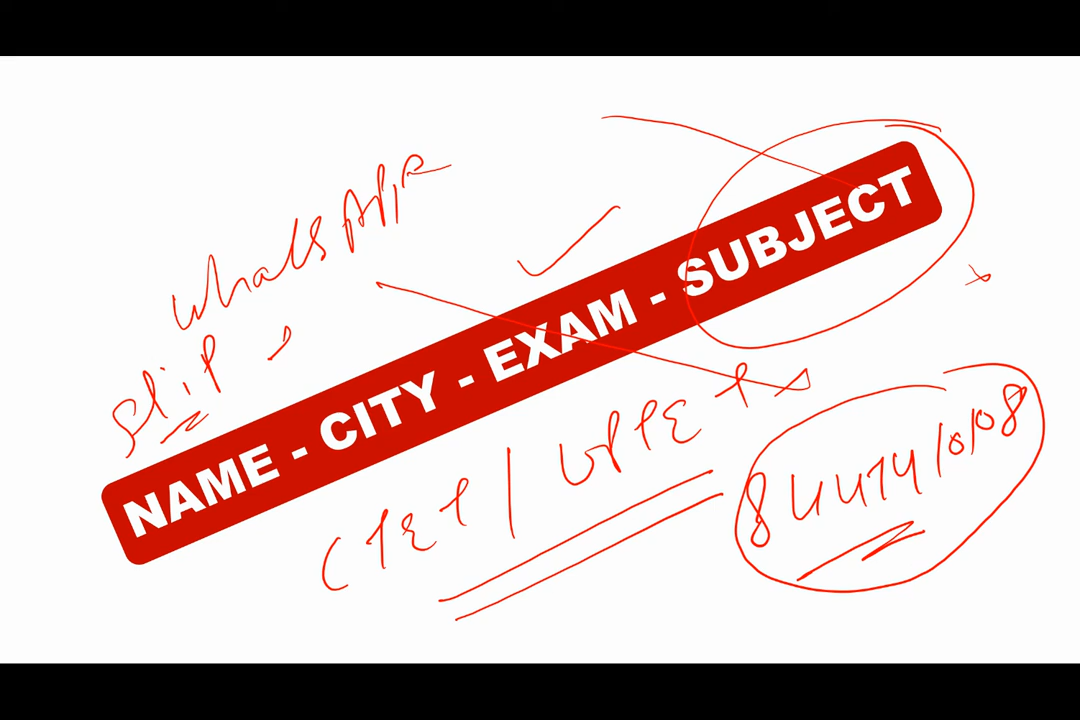 WhatsApp
Slip
NAME - CITY - EXAM - SUBJECT
CTET / UPTET
8447410108